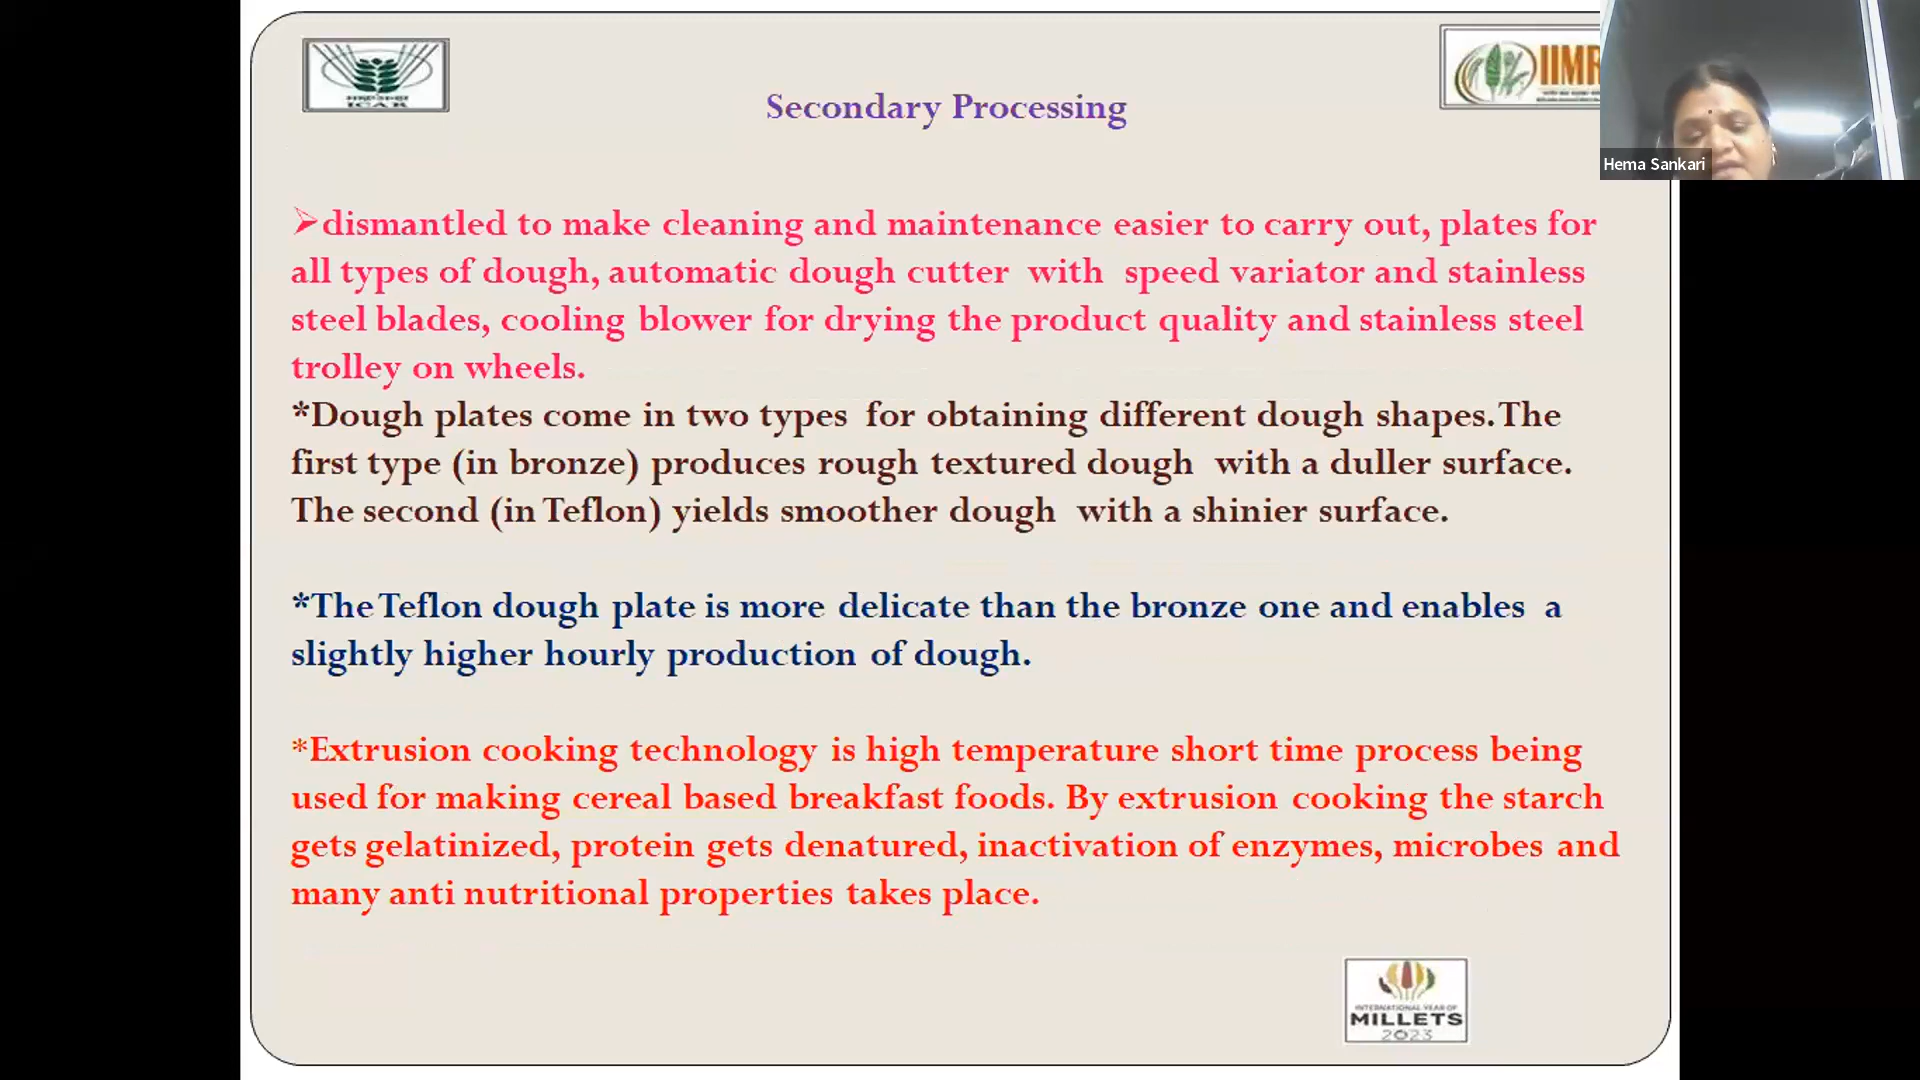 ICAR
IIMR
Secondary Processing
Hema Sankari
➢dismantled to make cleaning and maintenance easier to carry out, plates for
all types of dough, automatic dough cutter with speed variator and stainless
steel blades, cooling blower for drying the product quality and stainless steel
trolley on wheels.
*Dough plates come in two types for obtaining different dough shapes.The
first type (in bronze) produces rough textured dough with a duller surface.
The second (in Teflon) yields smoother dough with a shinier surface.
*The Teflon dough plate is more delicate than the bronze one and enables a
slightly higher hourly production of dough.
*Extrusion cooking technology is high temperature short time process being
used for making cereal based breakfast foods. By extrusion cooking the starch
gets gelatinized, protein gets denatured, inactivation of enzymes, microbes and
many anti nutritional properties takes place.
INTERNATIONAL YEAR OF
MILLETS
2023